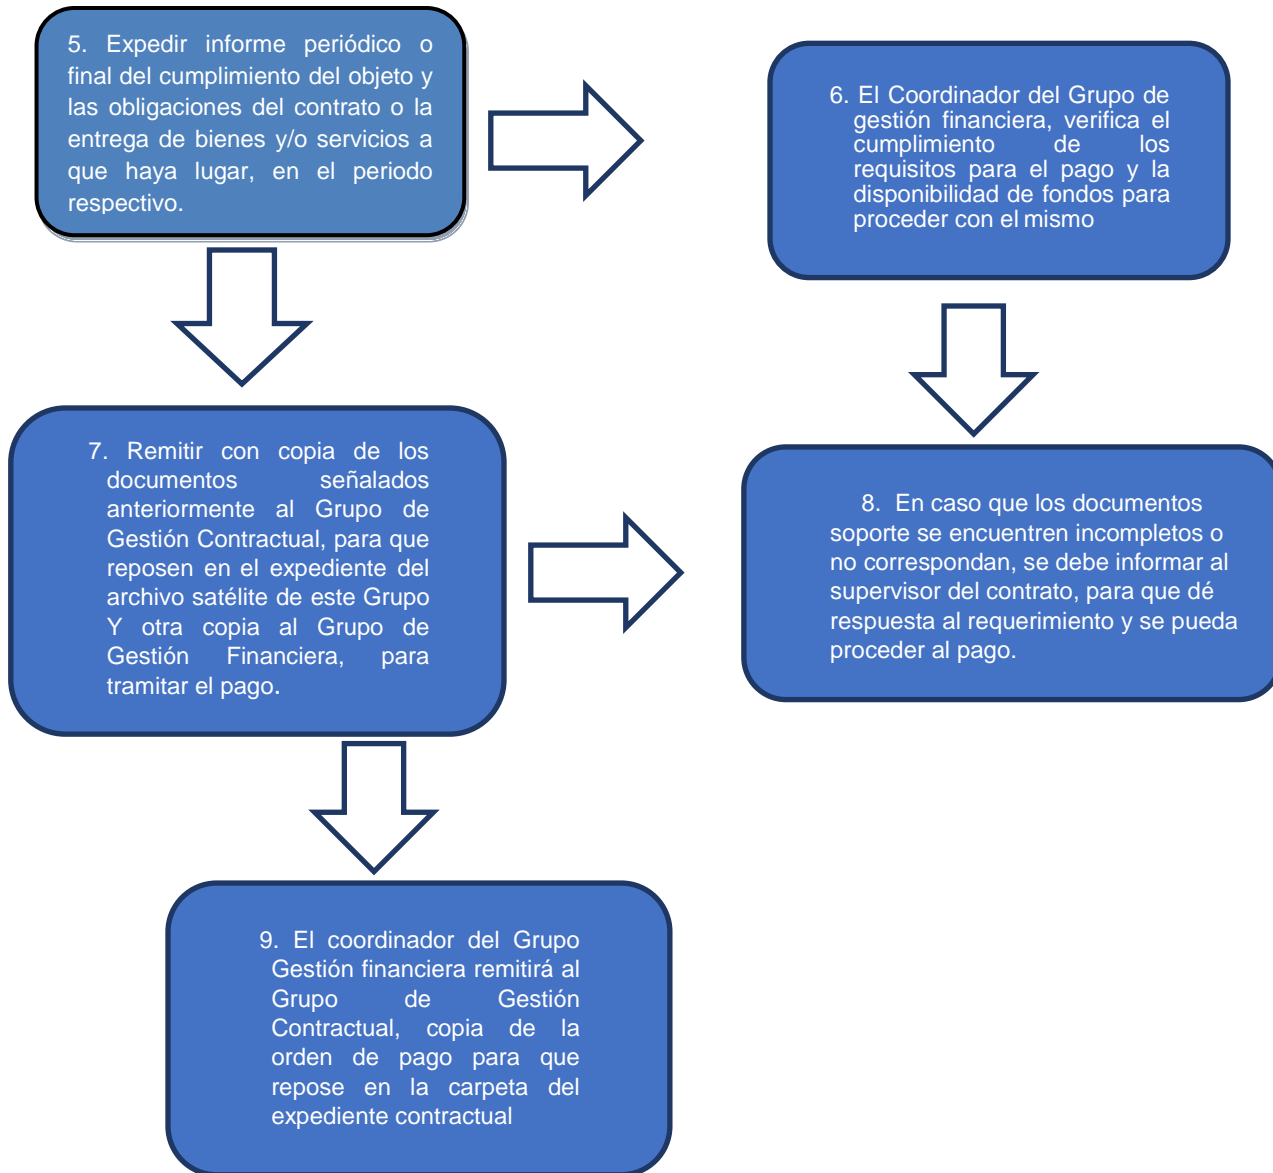 5. Expedir informe periódico o
final del cumplimiento del objeto y
las obligaciones del contrato o la
entrega de bienes y/o servicios a
que haya lugar, en el periodo
respectivo.
6. El Coordinador del Grupo de
gestión financiera, verifica el
cumplimiento de los
requisitos para el pago y la
disponibilidad de fondos para
proceder con el mismo
7. Remitir con copia de los
documentos señalados
anteriormente al Grupo de
Gestión Contractual, para que
reposen en el expediente del
archivo satélite de este Grupo
Y otra copia al Grupo de
Gestión Financiera, para
tramitar el pago.
8. En caso que los documentos
soporte se encuentren incompletos o
no correspondan, se debe informar al
supervisor del contrato, para que dé
respuesta al requerimiento y se pueda
proceder al pago.
9. El coordinador del Grupo
Gestión financiera remitirá al
Grupo de Gestión
Contractual, copia de la
orden de pago para que
repose en la carpeta del
expediente contractual